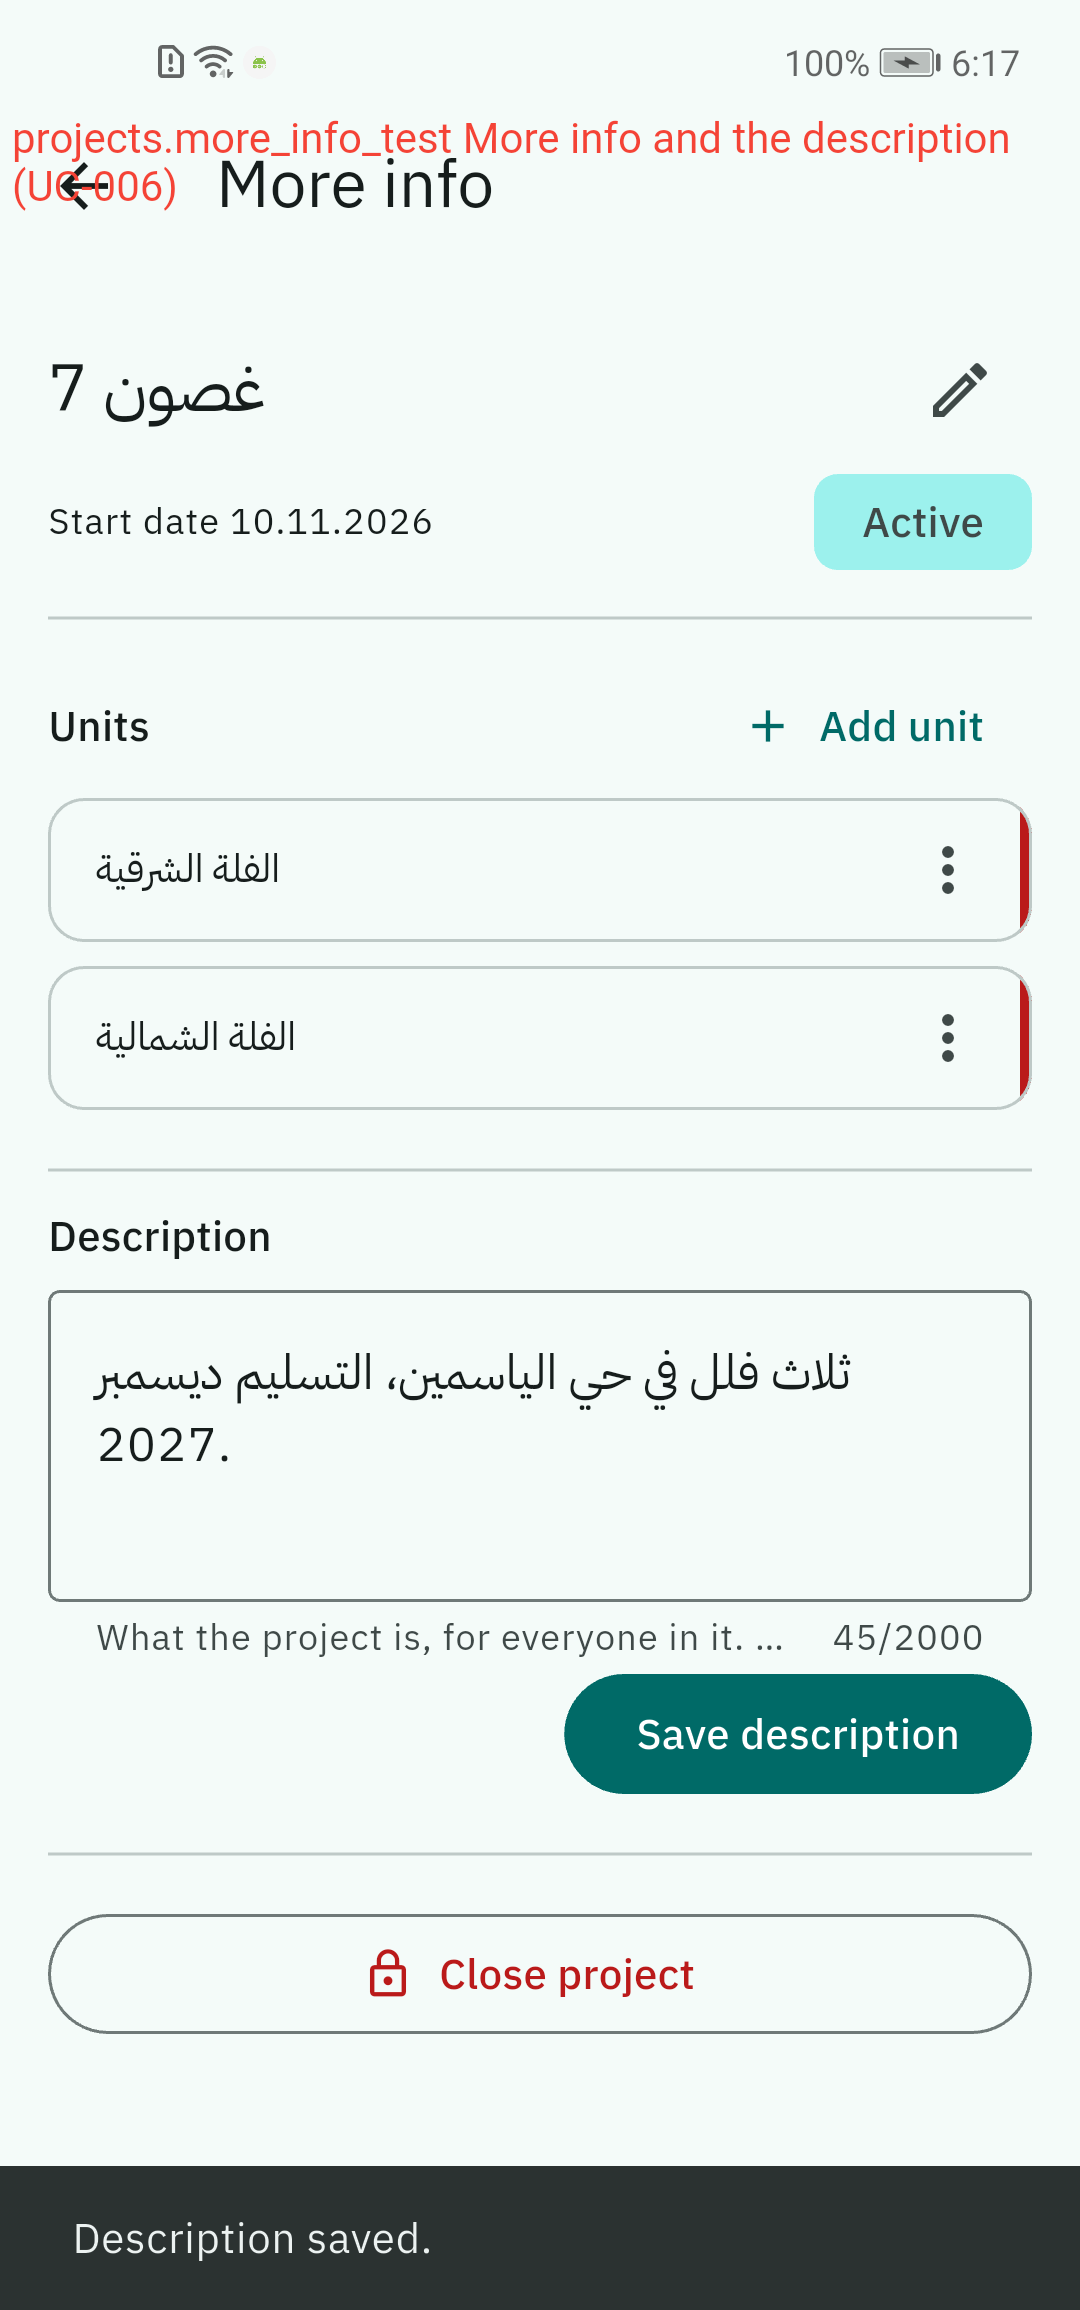 100% 6:17
projects.more_info_test More info and the description
(UC-006)
More info
غصون 7
Start date 10.11.2026
Active
Units
+ Add unit
الفلة الشرقية
الفلة الشمالية
Description
ثلاث فلل في حي الياسمين، التسليم ديسمبر
2027.
What the project is, for everyone in it. ...
45/2000
Save description
Close project
Description saved.